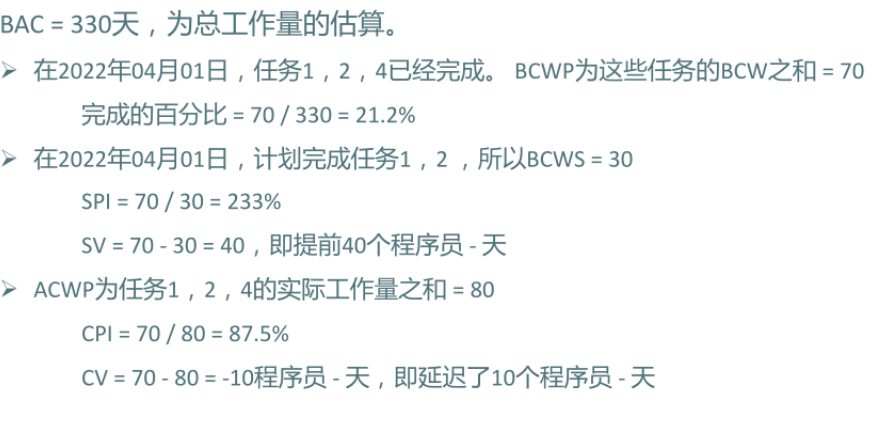 BAC = 330天，为总工作量的估算。
➢ 在2022年04月01日，任务1，2，4已经完成。 BCWP为这些任务的BCW之和 = 70
完成的百分比 = 70 / 330 = 21.2%
➢ 在2022年04月01日，计划完成任务1，2 ，所以BCWS = 30
SPI = 70 / 30 = 233%
SV = 70 - 30 = 40，即提前40个程序员 - 天
➢ ACWP为任务1，2，4的实际工作量之和 = 80
CPI = 70 / 80 = 87.5%
CV = 70 - 80 = -10程序员 - 天，即延迟了10个程序员 - 天